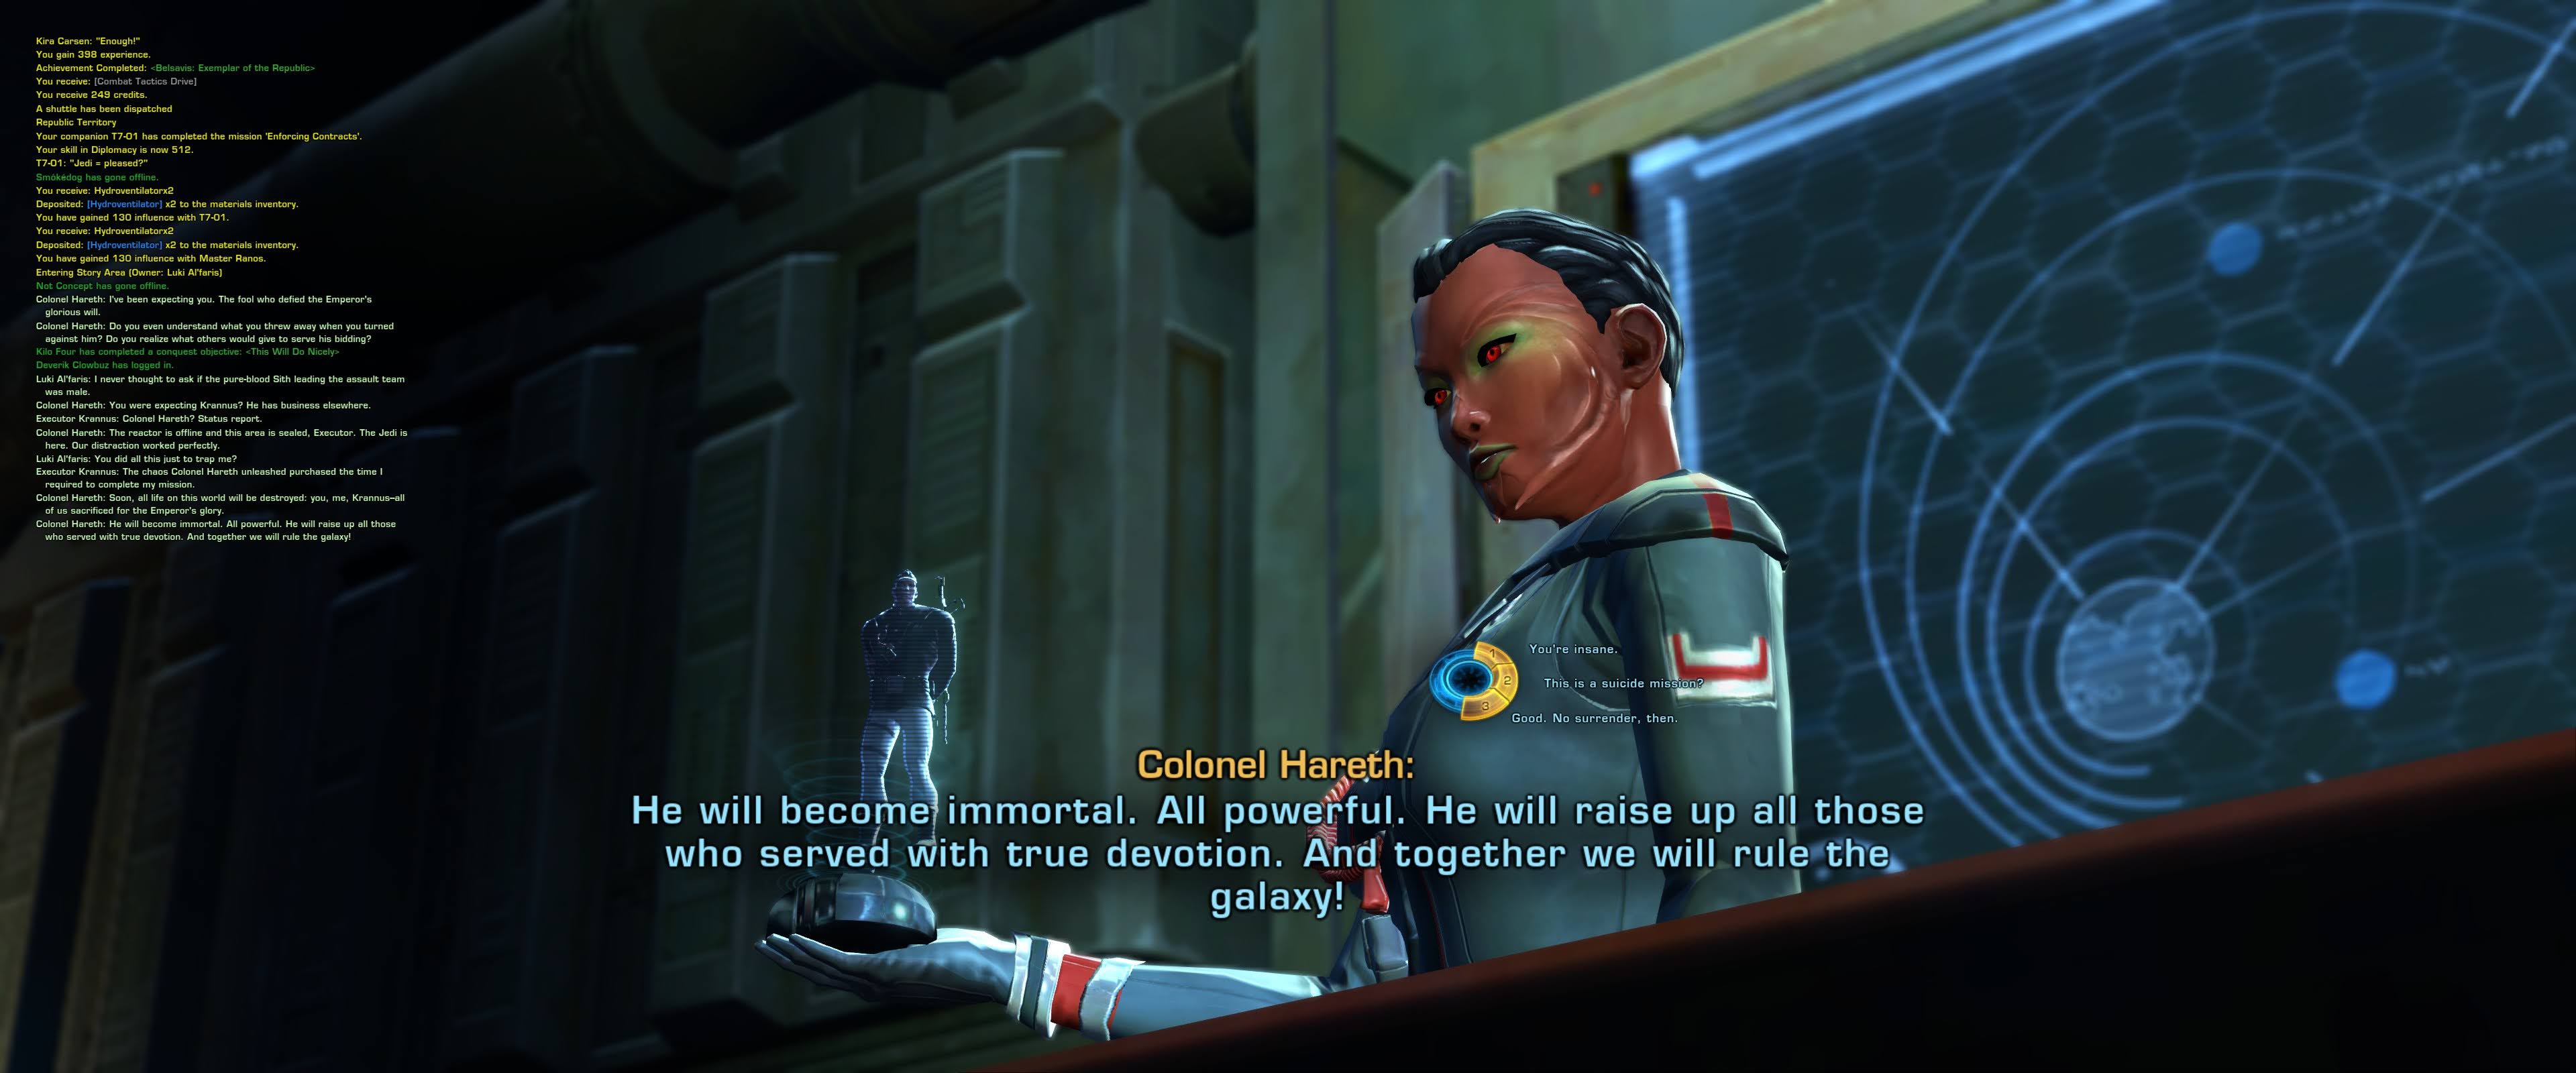 Kira Carsen: "Enough!"
You gain 398 experience.
Achievement Completed: <Belsavis: Exemplar of the Republic>
You receive: [Combat Tactics Drive]
You receive 249 credits.
A shuttle has been dispatched
Republic Territory
Your companion T7-O1 has completed the mission 'Enforcing Contracts'.
Your skill in Diplomacy is now 512.
T7-O1: "Jedi = pleased?"
Smökédog has gone offline.
You receive: Hydroventilatorx2
Deposited: [Hydroventilator] x2 to the materials inventory.
You have gained 130 influence with T7-O1.
You receive: Hydroventilatorx2
Deposited: [Hydroventilator] x2 to the materials inventory.
You have gained 130 influence with Master Ranos.
Entering Story Area (Owner: Luki Al'faris)
Not Concept has gone offline.
Colonel Hareth: I've been expecting you. The fool who defied the Emperor's
glorious will.
Colonel Hareth: Do you even understand what you threw away when you turned
against him? Do you realize what others would give to serve his bidding?
Kilo Four has completed a conquest objective: <This Will Do Nicely>
Deverik Clowbuz has logged in.
Luki Al'faris: I never thought to ask if the pure-blood Sith leading the assault team
was male.
Colonel Hareth: You were expecting Krannus? He has business elsewhere.
Executor Krannus: Colonel Hareth? Status report.
Colonel Hareth: The reactor is offline and this area is sealed, Executor. The Jedi is
here. Our distraction worked perfectly.
Luki Al'faris: You did all this just to trap me?
Executor Krannus: The chaos Colonel Hareth unleashed purchased the time I
required to complete my mission.
Colonel Hareth: Soon, all life on this world will be destroyed: you, me, Krannus—all
of us sacrificed for the Emperor's glory.
Colonel Hareth: He will become immortal. All powerful. He will raise up all those
who served with true devotion. And together we will rule the galaxy!
1 You're insane.
2 This is a suicide mission?
3 Good. No surrender, then.
Colonel Hareth:
He will become immortal. All powerful. He will raise up all those
who served with true devotion. And together we will rule the
galaxy!